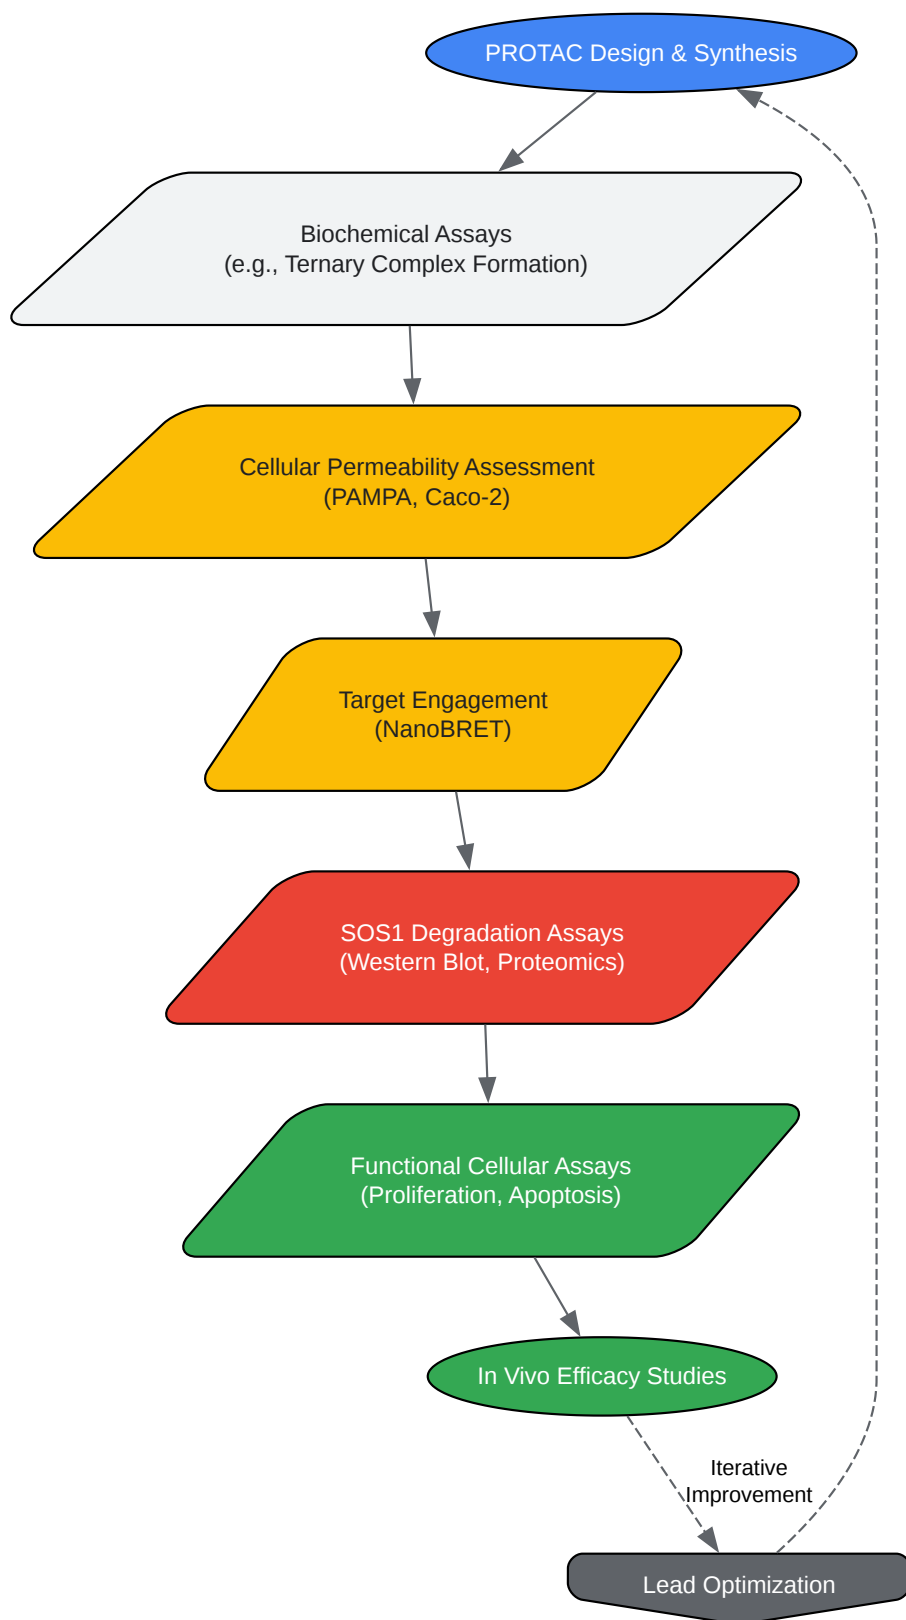 PROTAC Design & Synthesis
Biochemical Assays
(e.g., Ternary Complex Formation)
Cellular Permeability Assessment
(PAMPA, Caco-2)
Target Engagement
(NanoBRET)
SOS1 Degradation Assays
(Western Blot, Proteomics)
Functional Cellular Assays
(Proliferation, Apoptosis)
In Vivo Efficacy Studies
Iterative
Improvement
Lead Optimization